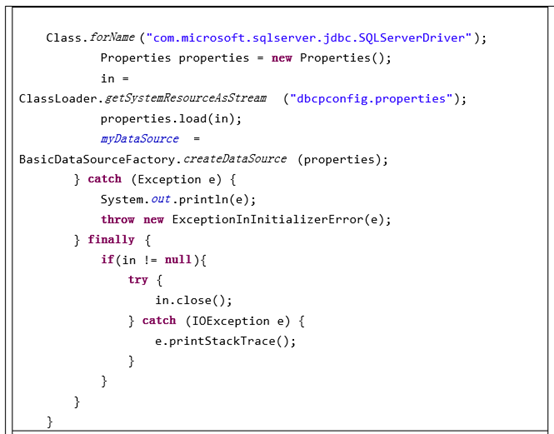 Class.forName("com.microsoft.sqlserver.jdbc.SQLServerDriver");
Properties properties = new Properties();
in =
ClassLoader.getSystemResourceAsStream ("dbcpconfig.properties");
properties.load(in);
myDataSource =
BasicDataSourceFactory.createDataSource (properties);
} catch (Exception e) {
System.out.println(e);
throw new ExceptionInInitializerError(e);
} finally {
if(in != null){
try {
in.close();
} catch (IOException e) {
e.printStackTrace();
}
}
}
}